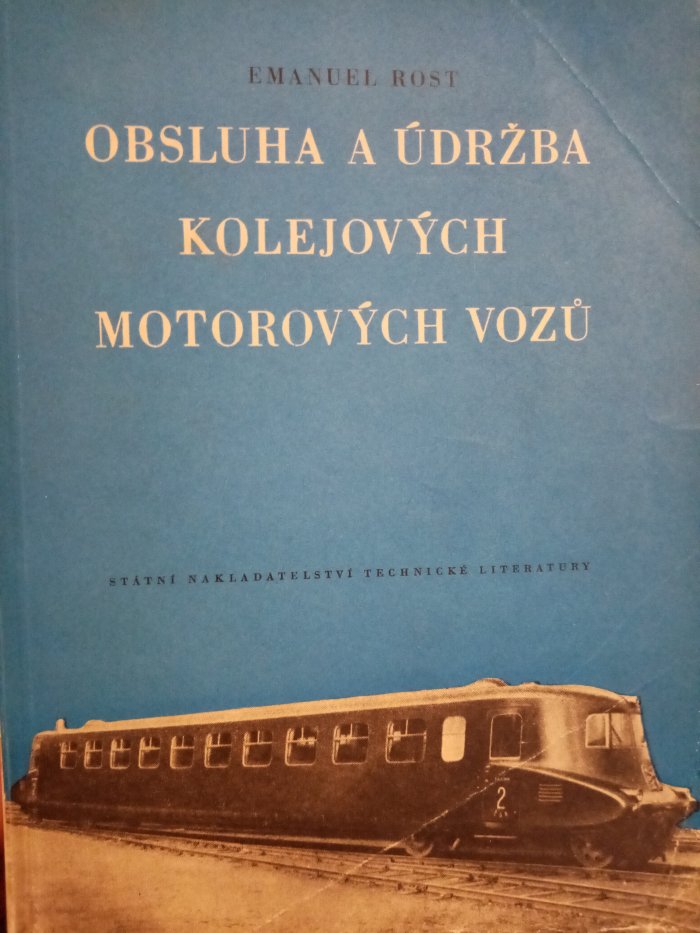 EMANUEL ROST
OBSLUHA A ÚDRŽBA
KOLEJOVÝCH
MOTOROVÝCH VOZŮ
STÁTNÍ NAKLADATELSTVÍ TECHNICKÉ LITERATURY
2